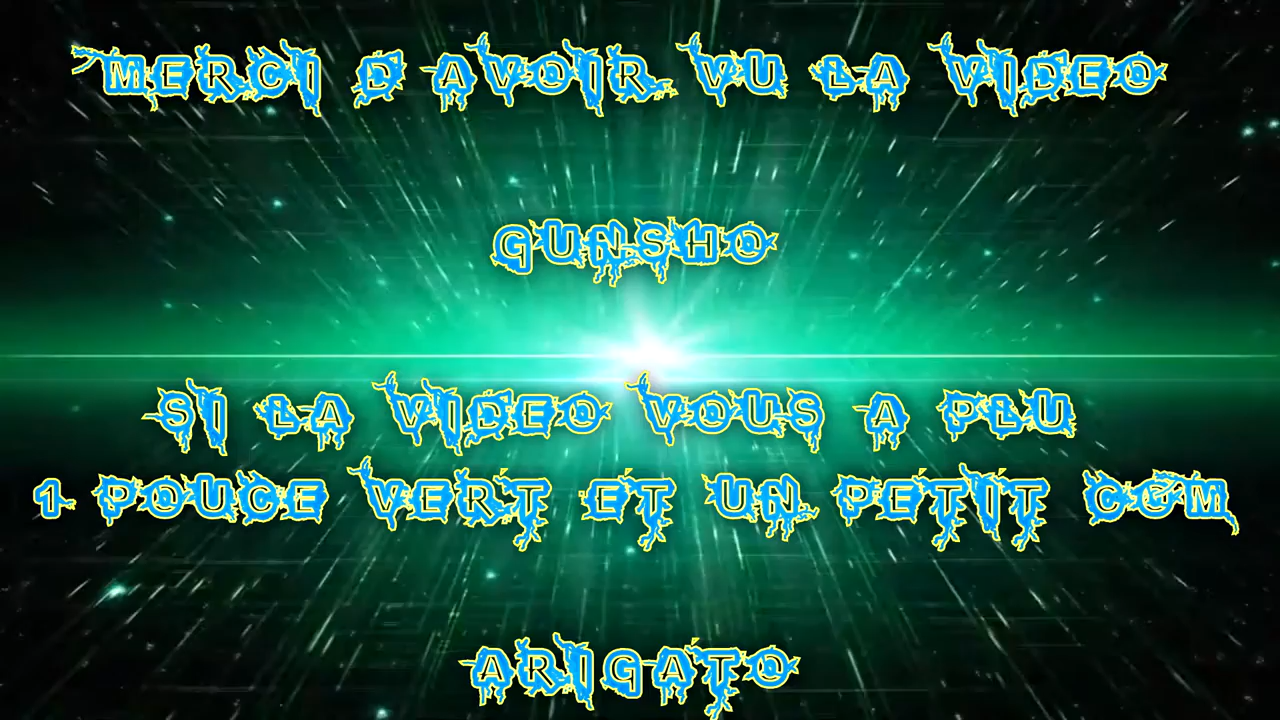 MERCI D AVOIR VU LA VIDEO
GUNSHO
SI LA VIDEO VOUS A PLU
1 POUCE VERT ET UN PETIT COM
ARIGATO